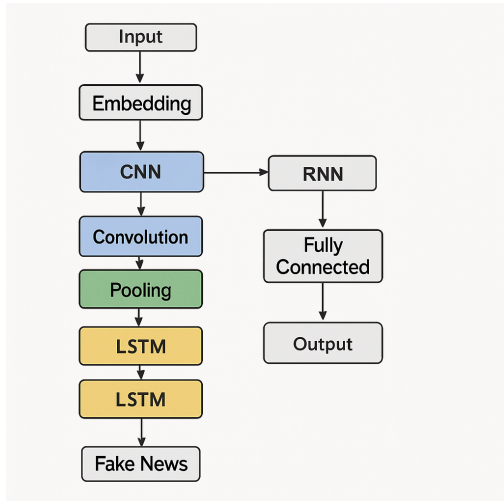 Input
Embedding
CNN
Convolution
Pooling
LSTM
LSTM
Fake News
RNN
Fully
Connected
Output